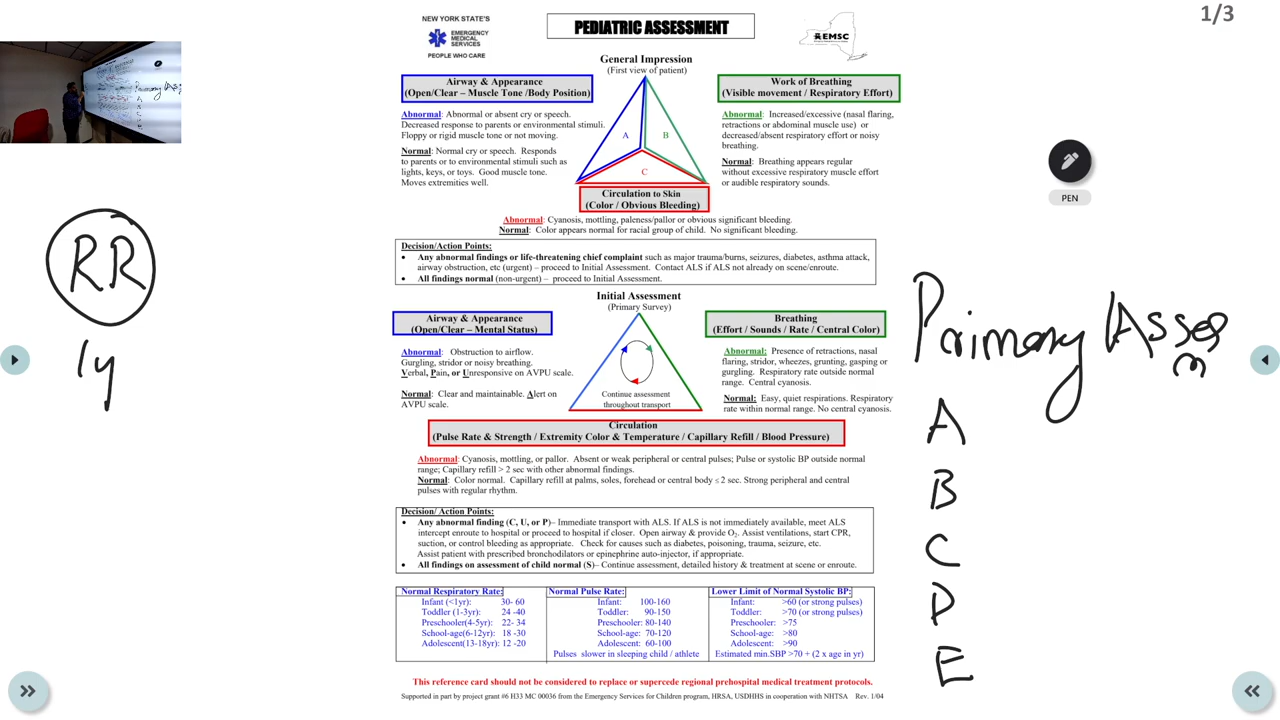 1/3
NEW YORK STATE'S
EMERGENCY
MEDICAL
SERVICES
PEOPLE WHO CARE
PEDIATRIC ASSESSMENT
REMSC
General Impression
(First view of patient)
Airway & Appearance
(Open/Clear – Muscle Tone /Body Position)
Abnormal: Abnormal or absent cry or speech.
Decreased response to parents or environmental stimuli.
Floppy or rigid muscle tone or not moving.
Normal: Normal cry or speech. Responds
to parents or to environmental stimuli such as
lights, keys, or toys. Good muscle tone.
Moves extremities well.
A
B
C
Work of Breathing
(Visible movement / Respiratory Effort)
Abnormal: Increased/excessive (nasal flaring,
retractions or abdominal muscle use) or
decreased/absent respiratory effort or noisy
breathing.
Normal: Breathing appears regular
without excessive respiratory muscle effort
or audible respiratory sounds.
Circulation to Skin
(Color / Obvious Bleeding)
Abnormal: Cyanosis, mottling, paleness/pallor or obvious significant bleeding.
Normal: Color appears normal for racial group of child. No significant bleeding.
Decision/Action Points:
• Any abnormal findings or life-threatening chief complaint such as major trauma/burns, seizures, diabetes, asthma attack,
airway obstruction, etc (urgent) – proceed to Initial Assessment. Contact ALS if ALS not already on scene/enroute.
• All findings normal (non-urgent) – proceed to Initial Assessment.
Initial Assessment
(Primary Survey)
Airway & Appearance
(Open/Clear – Mental Status)
Abnormal: Obstruction to airflow.
Gurgling, stridor or noisy breathing.
Verbal, Pain, or Unresponsive on AVPU scale.
Normal: Clear and maintainable. Alert on
AVPU scale.
Continue assessment
throughout transport
Breathing
(Effort / Sounds / Rate / Central Color)
Abnormal: Presence of retractions, nasal
flaring, stridor, wheezes, grunting, gasping or
gurgling. Respiratory rate outside normal
range. Central cyanosis.
Normal: Easy, quiet respirations. Respiratory
rate within normal range. No central cyanosis.
Circulation
(Pulse Rate & Strength / Extremity Color & Temperature / Capillary Refill / Blood Pressure)
Abnormal: Cyanosis, mottling, or pallor. Absent or weak peripheral or central pulses; Pulse or systolic BP outside normal
range; Capillary refill > 2 sec with other abnormal findings.
Normal: Color normal. Capillary refill at palms, soles, forehead or central body ≤ 2 sec. Strong peripheral and central
pulses with regular rhythm.
Decision/ Action Points:
• Any abnormal finding (C, U, or P)– Immediate transport with ALS. If ALS is not immediately available, meet ALS
intercept enroute to hospital or proceed to hospital if closer. Open airway & provide O2. Assist ventilations, start CPR,
suction, or control bleeding as appropriate. Check for causes such as diabetes, poisoning, trauma, seizure, etc.
Assist patient with prescribed bronchodilators or epinephrine auto-injector, if appropriate.
• All findings on assessment of child normal (S)– Continue assessment, detailed history & treatment at scene or enroute.
Normal Respiratory Rate:
Infant (<1yr): 30- 60
Toddler (1-3yr): 24 -40
Preschooler(4-5yr): 22- 34
School-age(6-12yr): 18 -30
Adolescent(13-18yr): 12 -20
Normal Pulse Rate:
Infant: 100-160
Toddler: 90-150
Preschooler: 80-140
School-age: 70-120
Adolescent: 60-100
Pulses slower in sleeping child / athlete
Lower Limit of Normal Systolic BP:
Infant: >60 (or strong pulses)
Toddler: >70 (or strong pulses)
Preschooler: >75
School-age: >80
Adolescent: >90
Estimated min.SBP >70 + (2 x age in yr)
This reference card should not be considered to replace or supercede regional prehospital medical treatment protocols.
Supported in part by project grant #6 H33 MC 00036 from the Emergency Services for Children program, HRSA, USDHHS in cooperation with NHTSA Rev. 1/04
RR
1y
PEN
Primary
A
B
C
D
E